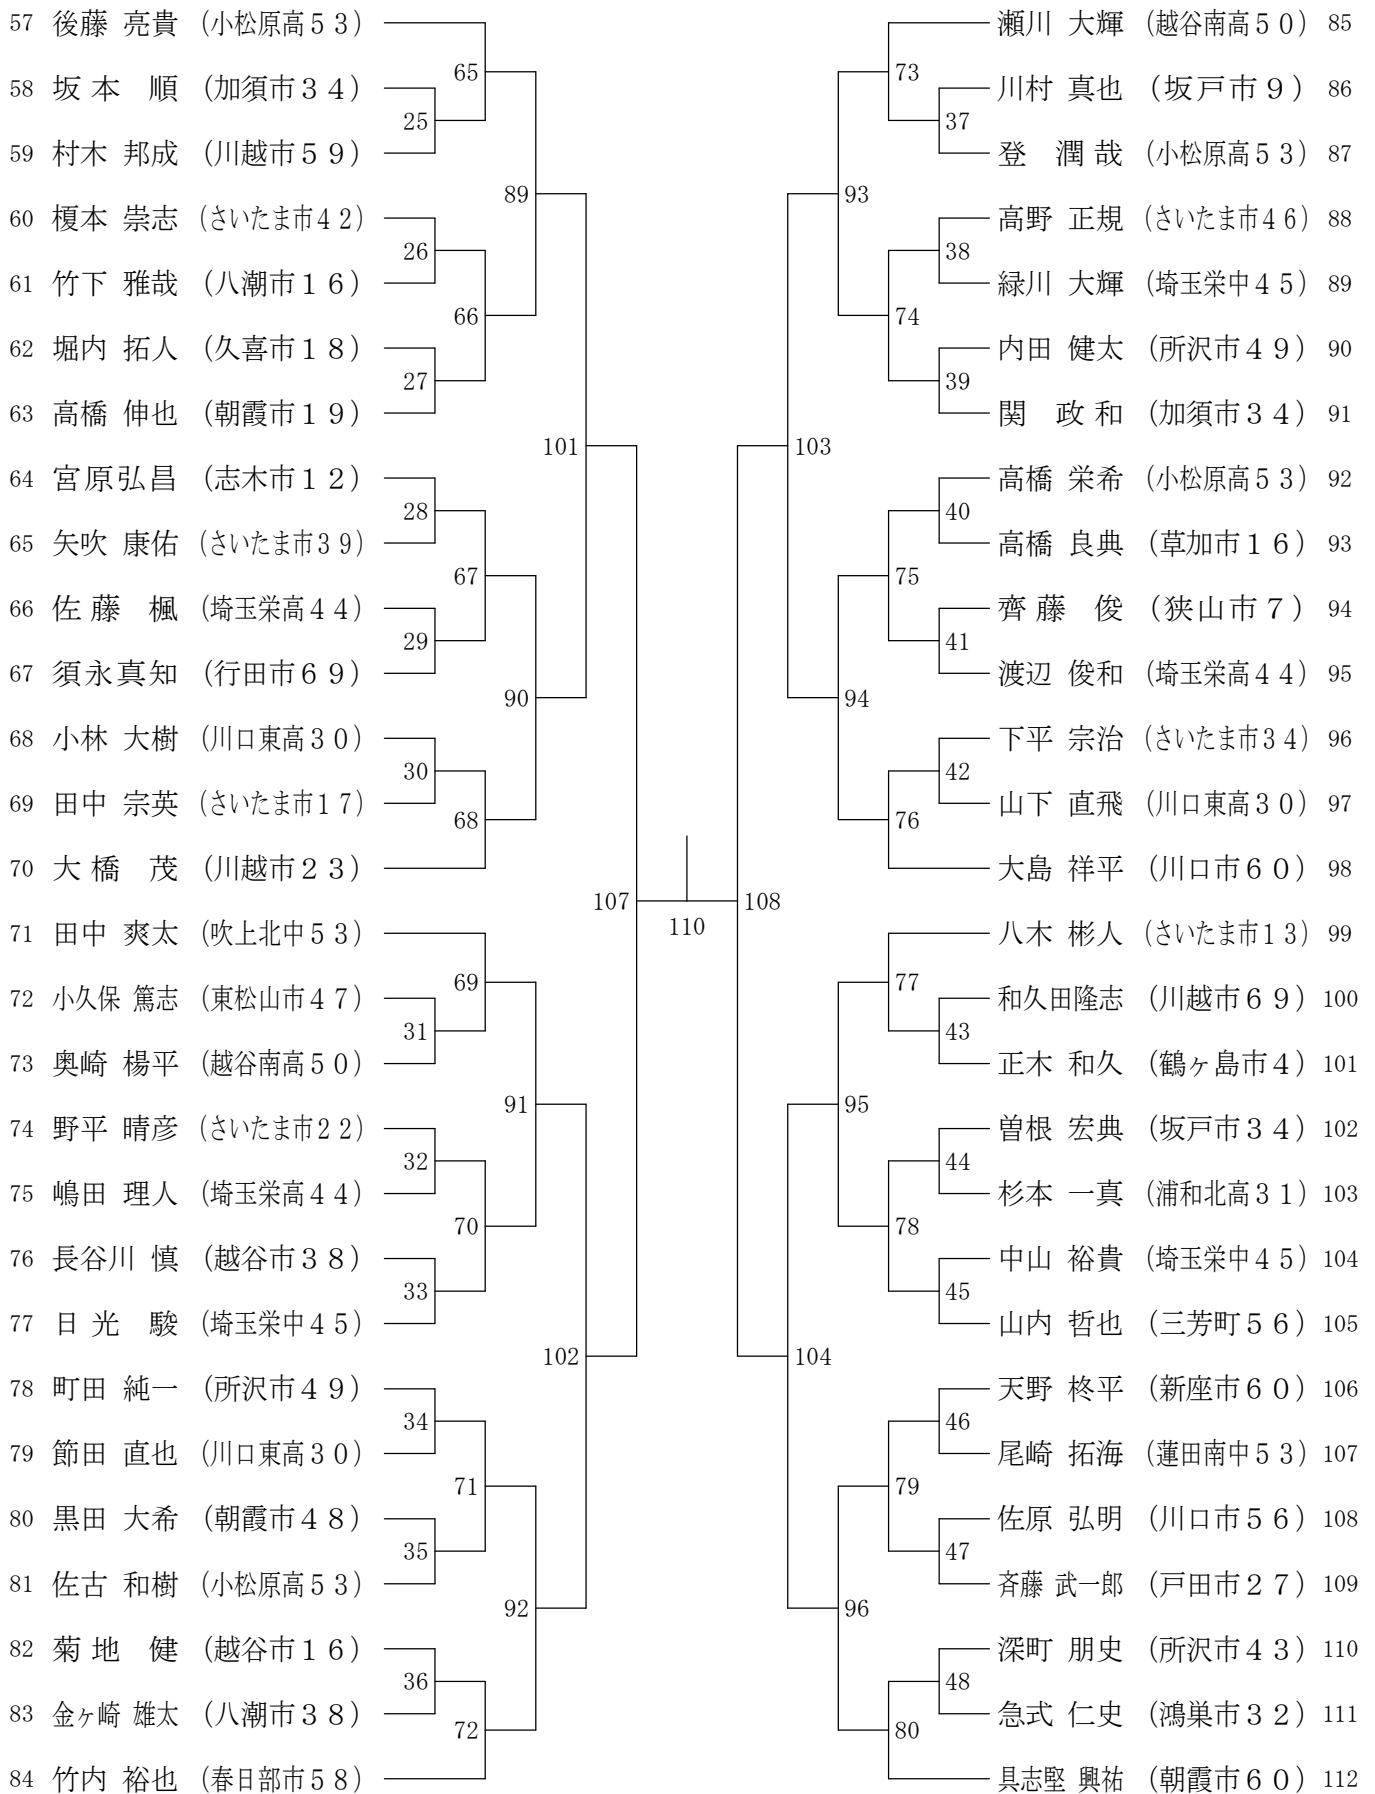 57 後藤 亮貴 (小松原高５３)
58 坂本 順 (加須市３４)
59 村木 邦成 (川越市５９)
60 榎本 崇志 (さいたま市４２)
61 竹下 雅哉 (八潮市１６)
62 堀内 拓人 (久喜市１８)
63 高橋 伸也 (朝霞市１９)
64 宮原弘昌 (志木市１２)
65 矢吹 康佑 (さいたま市３９)
66 佐藤 楓 (埼玉栄高４４)
67 須永真知 (行田市６９)
68 小林 大樹 (川口東高３０)
69 田中 宗英 (さいたま市１７)
70 大橋 茂 (川越市２３)
71 田中 爽太 (吹上北中５３)
72 小久保 篤志 (東松山市４７)
73 奥崎 楊平 (越谷南高５０)
74 野平 晴彦 (さいたま市２２)
75 嶋田 理人 (埼玉栄高４４)
76 長谷川 慎 (越谷市３８)
77 日光 駿 (埼玉栄中４５)
78 町田 純一 (所沢市４９)
79 節田 直也 (川口東高３０)
80 黒田 大希 (朝霞市４８)
81 佐古 和樹 (小松原高５３)
82 菊地 健 (越谷市１６)
83 金ヶ崎 雄太 (八潮市３８)
84 竹内 裕也 (春日部市５８)
25
26
27
28
29
30
31
32
33
34
35
36
65
66
67
68
69
70
71
72
89
90
91
92
101
102
107
110
108
103
104
93
94
95
96
73
74
75
76
77
78
79
80
37
38
39
40
41
42
43
44
45
46
47
48
瀬川 大輝 (越谷南高５０) 85
川村 真也 (坂戸市９) 86
登 潤哉 (小松原高５３) 87
高野 正規 (さいたま市４６) 88
緑川 大輝 (埼玉栄中４５) 89
内田 健太 (所沢市４９) 90
関 政和 (加須市３４) 91
高橋 栄希 (小松原高５３) 92
高橋 良典 (草加市１６) 93
齊藤 俊 (狭山市７) 94
渡辺 俊和 (埼玉栄高４４) 95
下平 宗治 (さいたま市３４) 96
山下 直飛 (川口東高３０) 97
大島 祥平 (川口市６０) 98
八木 彬人 (さいたま市１３) 99
和久田隆志 (川越市６９) 100
正木 和久 (鶴ヶ島市４) 101
曽根 宏典 (坂戸市３４) 102
杉本 一真 (浦和北高３１) 103
中山 裕貴 (埼玉栄中４５) 104
山内 哲也 (三芳町５６) 105
天野 柊平 (新座市６０) 106
尾崎 拓海 (蓮田南中５３) 107
佐原 弘明 (川口市５６) 108
斉藤 武一郎 (戸田市２７) 109
深町 朋史 (所沢市４３) 110
急式 仁史 (鴻巣市３２) 111
具志堅 興祐 (朝霞市６０) 112